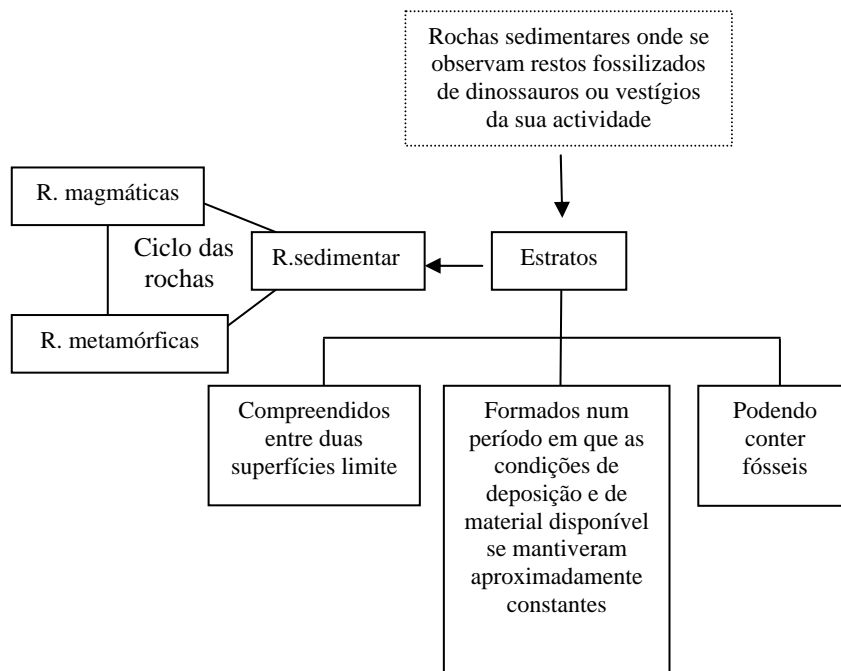 Rochas sedimentares onde se
observam restos fossilizados
de dinossauros ou vestígios
da sua actividade
R. magmáticas
Ciclo das
rochas
R.sedimentar
Estratos
R. metamórficas
Compreendidos
entre duas
superfícies limite
Formados num
período em que as
condições de
deposição e de
material disponível
se mantiveram
aproximadamente
constantes
Podendo
conter
fósseis